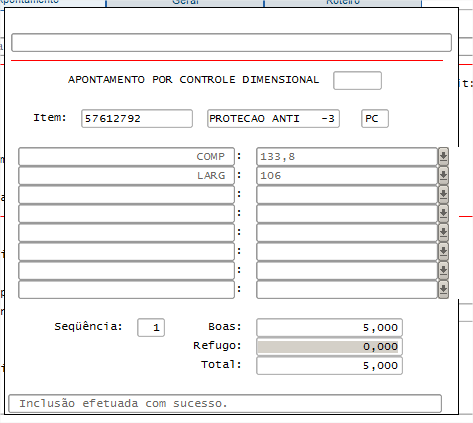 Apontamento Geral Roteiro
APONTAMENTO POR CONTROLE DIMENSIONAL
it:
Item: 57612792 PROTECAO ANTI -3 PC
COMP : 133,8
LARG : 106
:
:
:
:
:
:
Seqüência: 1 Boas: 5,000
Refugo: 0,000
Total: 5,000
Inclusão efetuada com sucesso.